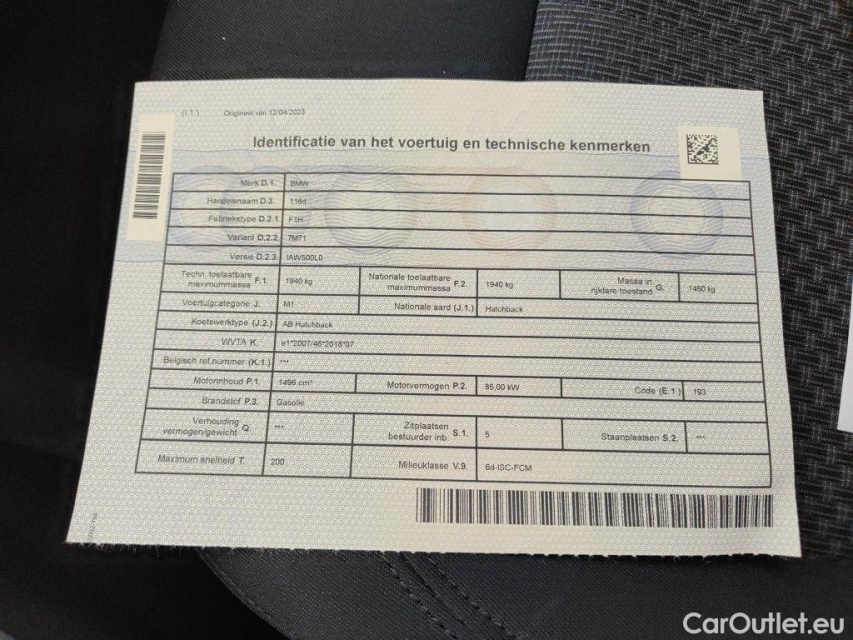 (I.1.) Origineel van 12/04/2023
Identificatie van het voertuig en technische kenmerken
Merk D.1. BMW
Handelsnaam D.3. 116d
Fabriekstype D.2.1. F1H
Variant D.2.2. 7M71
Versie D.2.3. IAW500L0
Techn. toelaatbare maximummassa F.1. 1940 kg Nationale toelaatbare maximummassa F.2. 1940 kg Massa in rijklare toestand G. 1460 kg
Voertuigcategorie J. M1 Nationale aard (J.1.) Hatchback
Koetswerktype (J.2.) AB Hatchback
WVTA K. e1*2007/46*2018*07
Belgisch ref.nummer (K.1.) ---
Motorinhoud P.1. 1496 cm³ Motorvermogen P.2. 85,00 kW Code (E.1.) 193
Brandstof P.3. Gasolie
Verhouding vermogen/gewicht Q. --- Zitplaatsen bestuurder inb. S.1. 5 Staanplaatsen S.2. ---
Maximum snelheid T. 200 Milieuklasse V.9. 6d-ISC-FCM
CarOutlet.eu